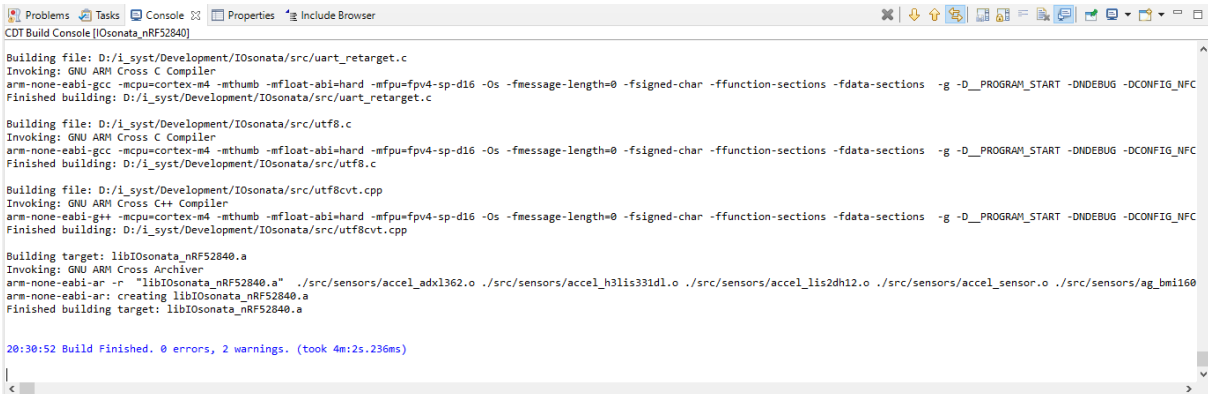 Problems Tasks Console Properties Include Browser
CDT Build Console [IOsonata_nRF52840]
Building file: D:/i_syst/Development/IOsonata/src/uart_retarget.c
Invoking: GNU ARM Cross C Compiler
arm-none-eabi-gcc -mcpu=cortex-m4 -mthumb -mfloat-abi=hard -mfpu=fpv4-sp-d16 -Os -fmessage-length=0 -fsigned-char -ffunction-sections -fdata-sections  -g -D__PROGRAM_START -DNDEBUG -DCONFIG_NFC
Finished building: D:/i_syst/Development/IOsonata/src/uart_retarget.c
Building file: D:/i_syst/Development/IOsonata/src/utf8.c
Invoking: GNU ARM Cross C Compiler
arm-none-eabi-gcc -mcpu=cortex-m4 -mthumb -mfloat-abi=hard -mfpu=fpv4-sp-d16 -Os -fmessage-length=0 -fsigned-char -ffunction-sections -fdata-sections  -g -D__PROGRAM_START -DNDEBUG -DCONFIG_NFC
Finished building: D:/i_syst/Development/IOsonata/src/utf8.c
Building file: D:/i_syst/Development/IOsonata/src/utf8cvt.cpp
Invoking: GNU ARM Cross C++ Compiler
arm-none-eabi-g++ -mcpu=cortex-m4 -mthumb -mfloat-abi=hard -mfpu=fpv4-sp-d16 -Os -fmessage-length=0 -fsigned-char -ffunction-sections -fdata-sections  -g -D__PROGRAM_START -DNDEBUG -DCONFIG_NFC
Finished building: D:/i_syst/Development/IOsonata/src/utf8cvt.cpp
Building target: libIOsonata_nRF52840.a
Invoking: GNU ARM Cross Archiver
arm-none-eabi-ar -r  "libIOsonata_nRF52840.a"  ./src/sensors/accel_adxl362.o ./src/sensors/accel_h3lis331dl.o ./src/sensors/accel_lis2dh12.o ./src/sensors/accel_sensor.o ./src/sensors/ag_bmi160
arm-none-eabi-ar: creating libIOsonata_nRF52840.a
Finished building target: libIOsonata_nRF52840.a
20:30:52 Build Finished. 0 errors, 2 warnings. (took 4m:2s.236ms)